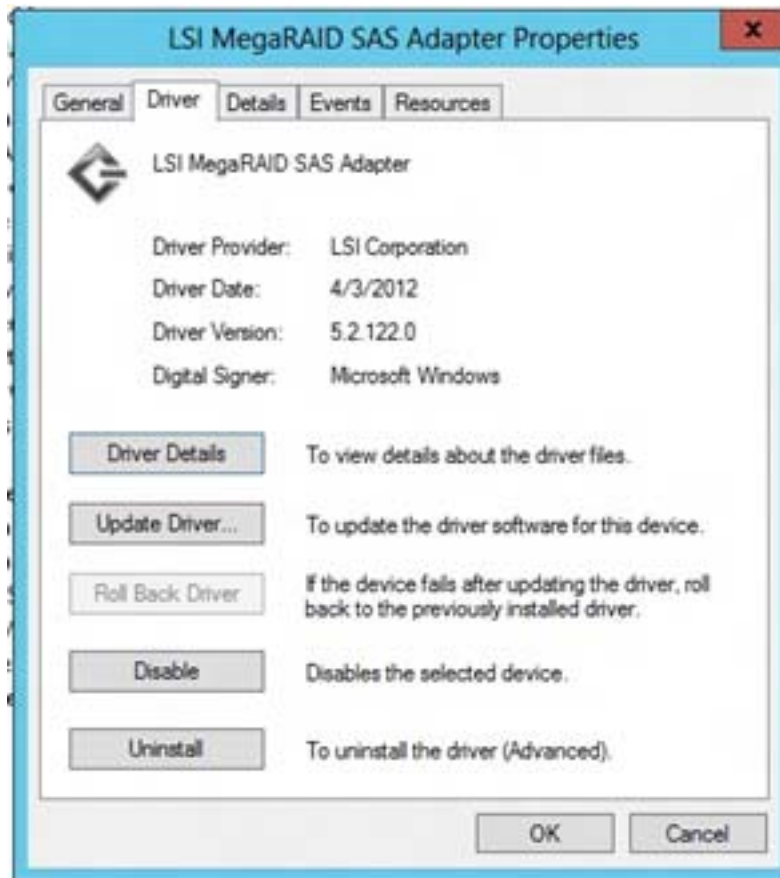 LSI MegaRAID SAS Adapter Properties
x
General Driver Details Events Resources
LSI MegaRAID SAS Adapter
Driver Provider: LSI Corporation
Driver Date: 4/3/2012
Driver Version: 5.2.122.0
Digital Signer: Microsoft Windows
Driver Details To view details about the driver files.
Update Driver... To update the driver software for this device.
Roll Back Driver If the device fails after updating the driver, roll
back to the previously installed driver.
Disable Disables the selected device.
Uninstall To uninstall the driver (Advanced).
OK Cancel